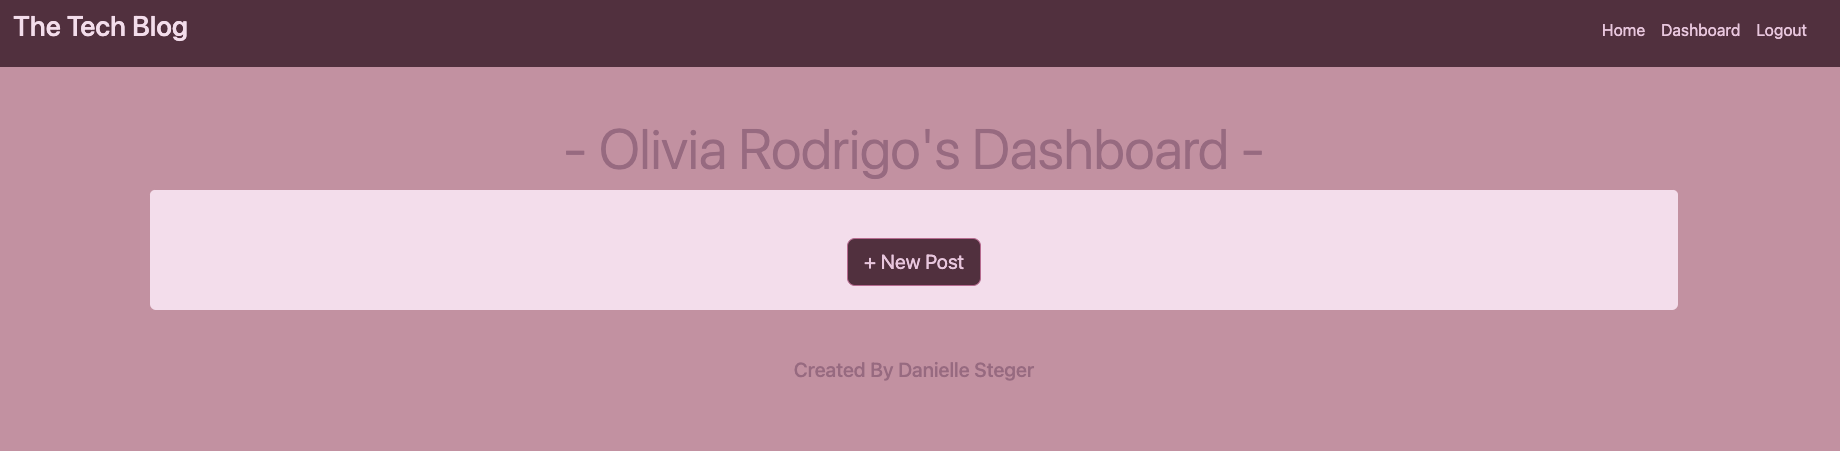 The Tech Blog
Home Dashboard Logout
- Olivia Rodrigo's Dashboard -
+ New Post
Created By Danielle Steger